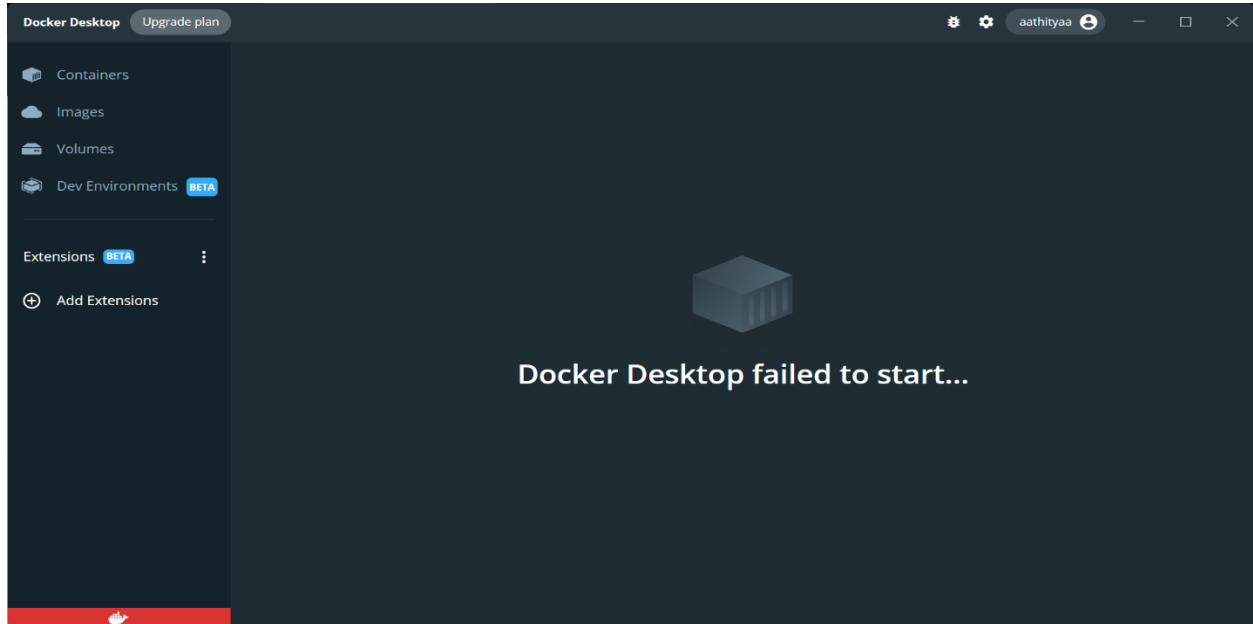 Docker Desktop Upgrade plan aathityaa
Containers
Images
Volumes
Dev Environments BETA
Extensions BETA
Add Extensions
Docker Desktop failed to start...